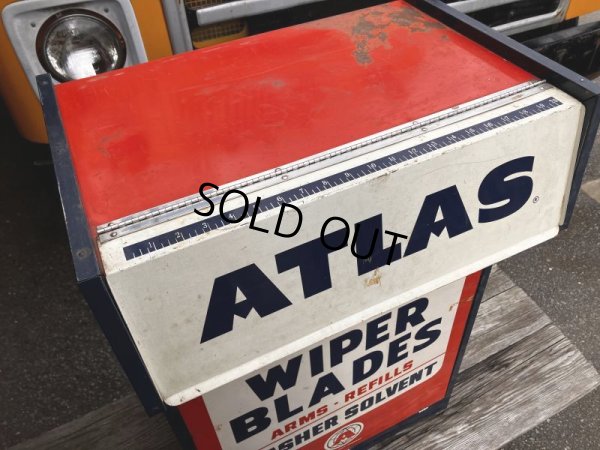 SOLD OUT
ATLAS®
WIPER
BLADES
ARMS - REFILLS
ASHER SOLVENT